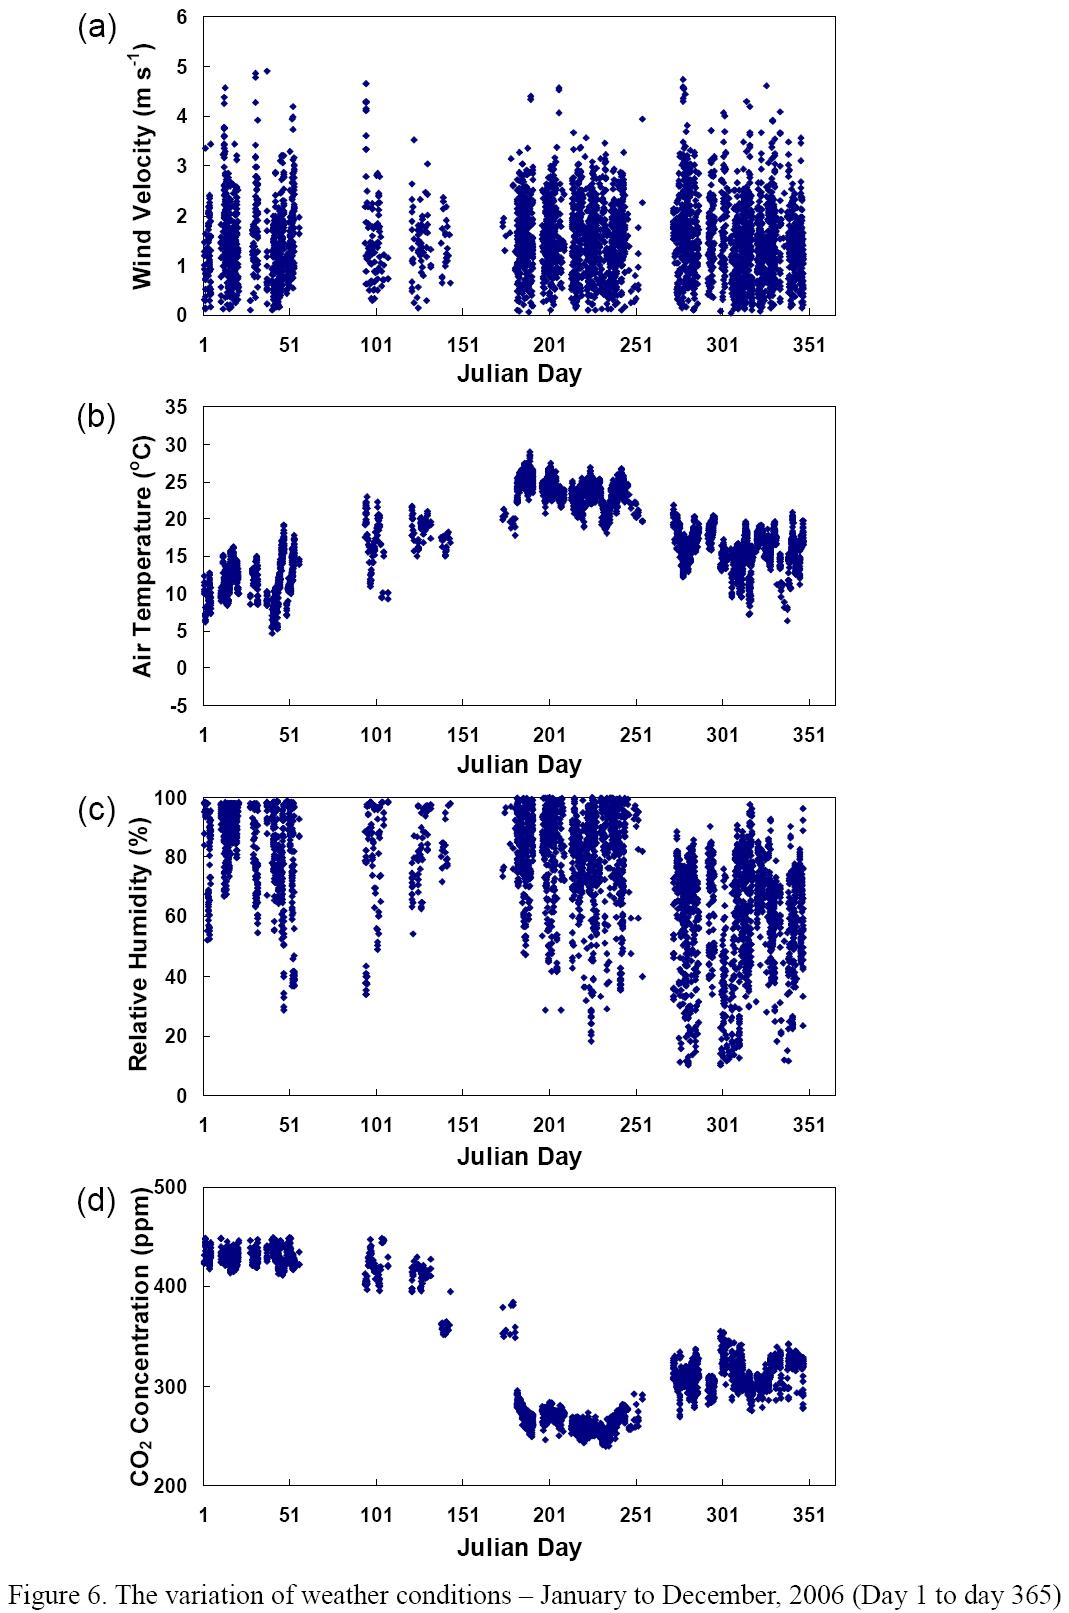 (a)
Wind Velocity (m s-1)
6
5
4
3
2
1
0
1 51 101 151 201 251 301 351
Julian Day
(b)
Air Temperature (oC)
35
30
25
20
15
10
5
0
-5
1 51 101 151 201 251 301 351
Julian Day
(c)
Relative Humidity (%)
100
80
60
40
20
0
1 51 101 151 201 251 301 351
Julian Day
(d)
CO2 Concentration (ppm)
500
400
300
200
1 51 101 151 201 251 301 351
Julian Day
Figure 6. The variation of weather conditions – January to December, 2006 (Day 1 to day 365)